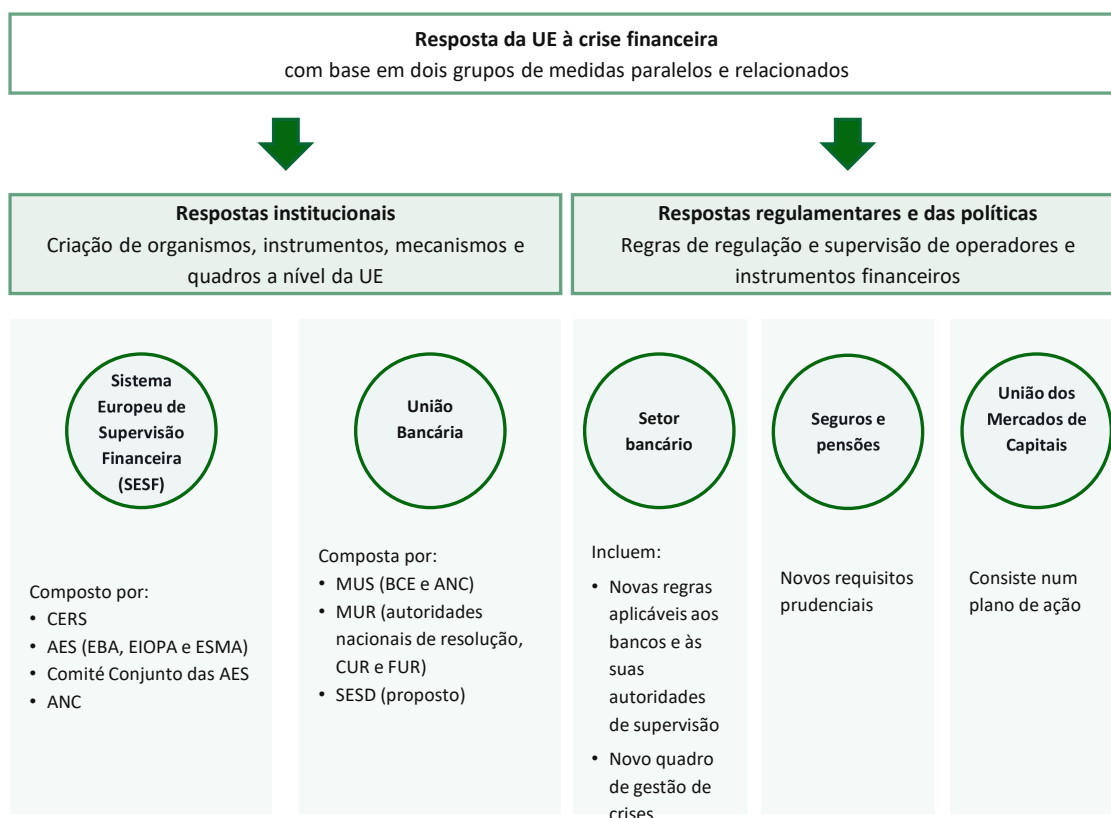 Resposta da UE à crise financeira
com base em dois grupos de medidas paralelos e relacionados
Respostas institucionais
Criação de organismos, instrumentos, mecanismos e
quadros a nível da UE
Respostas regulamentares e das políticas
Regras de regulação e supervisão de operadores e
instrumentos financeiros
Sistema
Europeu de
Supervisão
Financeira
(SESF)
Composto por:
• CERS
• AES (EBA, EIOPA e ESMA)
• Comité Conjunto das AES
• ANC
União
Bancária
Composta por:
• MUS (BCE e ANC)
• MUR (autoridades
nacionais de resolução,
CUR e FUR)
• SESD (proposto)
Setor
bancário
Incluem:
• Novas regras
aplicáveis aos
bancos e às
suas
autoridades
de supervisão
• Novo quadro
de gestão de
crises
Seguros e
pensões
Novos requisitos
prudenciais
União dos
Mercados de
Capitais
Consiste num
plano de ação